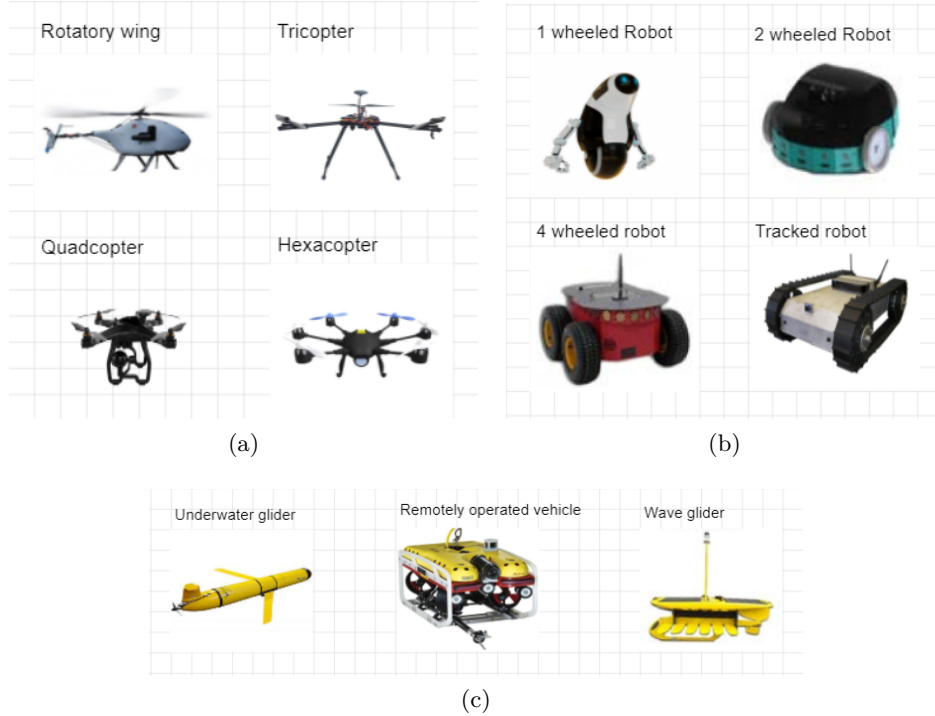 Rotatory wing
Tricopter
Quadcopter
Hexacopter
(a)
1 wheeled Robot
2 wheeled Robot
4 wheeled robot
Tracked robot
(b)
Underwater glider
Remotely operated vehicle
Wave glider
(c)